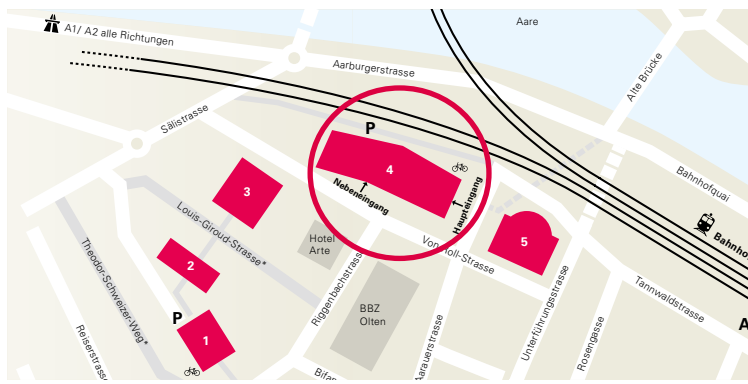 A1/ A2 alle Richtungen
Aare
Aarburgerstrasse
Alte Brücke
Sälistrasse
P
4
Nebeneingang
Haupteingang
Bahnhofquai
3
Louis-Giroud-Strasse*
Hotel
Arte
Von Roll-Strasse
5
2
Theodor-Schweizer-Weg*
Riggenbachstrasse
BBZ
Olten
Unterführungsstrasse
Tannwaldstrasse
P
1
Reiserstrasse
Aarauerstrasse
Rosengasse